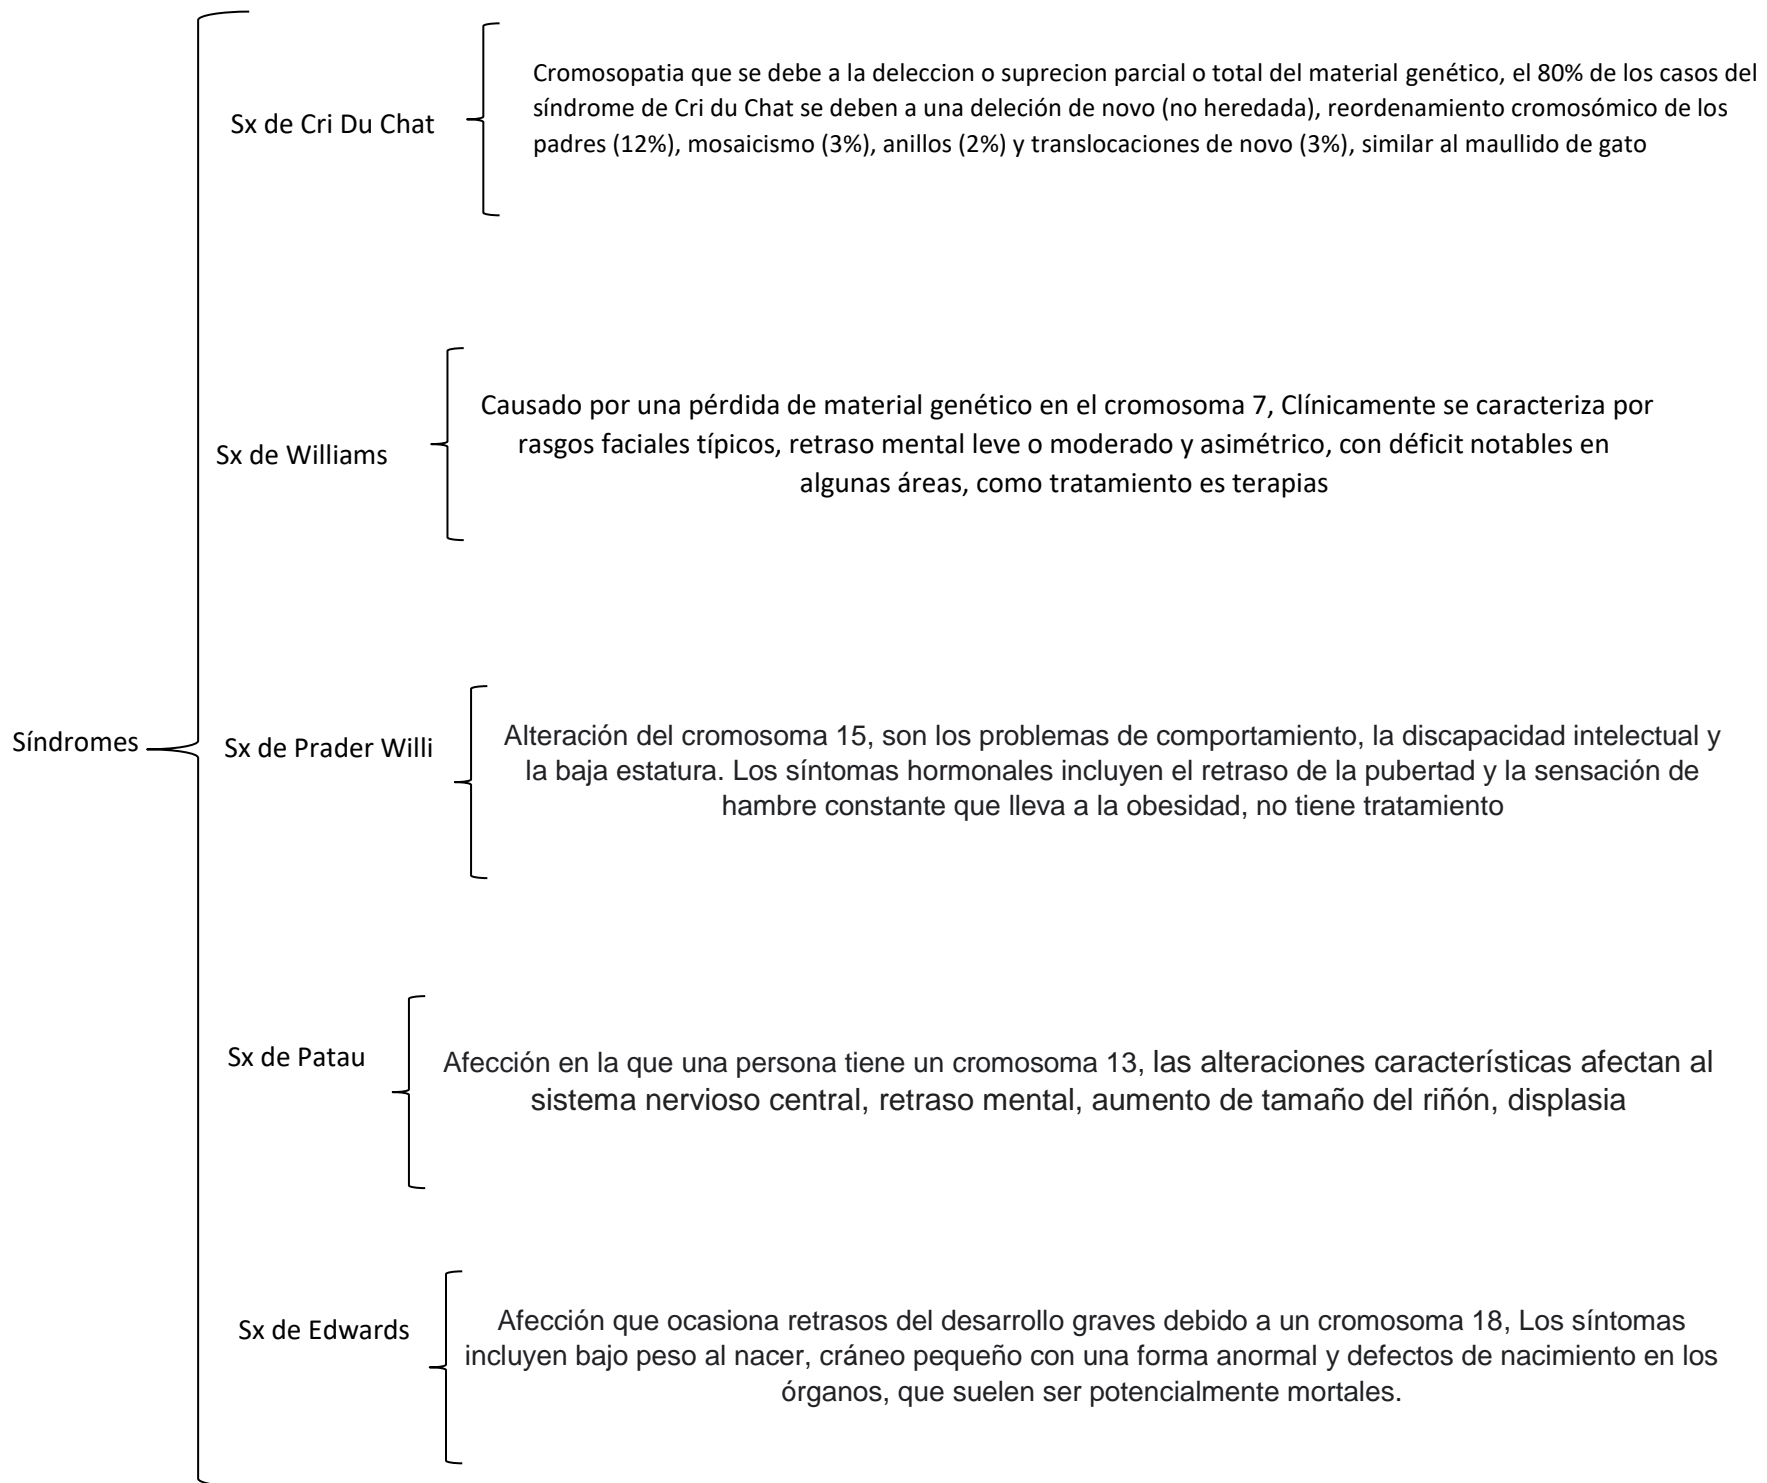 Síndromes
Sx de Cri Du Chat
Cromosopatia que se debe a la deleccion o suprecion parcial o total del material genético, el 80% de los casos del
síndrome de Cri du Chat se deben a una deleción de novo (no heredada), reordenamiento cromosómico de los
padres (12%), mosaicismo (3%), anillos (2%) y translocaciones de novo (3%), similar al maullido de gato
Sx de Williams
Causado por una pérdida de material genético en el cromosoma 7, Clínicamente se caracteriza por
rasgos faciales típicos, retraso mental leve o moderado y asimétrico, con déficit notables en
algunas áreas, como tratamiento es terapias
Sx de Prader Willi
Alteración del cromosoma 15, son los problemas de comportamiento, la discapacidad intelectual y
la baja estatura. Los síntomas hormonales incluyen el retraso de la pubertad y la sensación de
hambre constante que lleva a la obesidad, no tiene tratamiento
Sx de Patau
Afección en la que una persona tiene un cromosoma 13, las alteraciones características afectan al
sistema nervioso central, retraso mental, aumento de tamaño del riñón, displasia
Sx de Edwards
Afección que ocasiona retrasos del desarrollo graves debido a un cromosoma 18, Los síntomas
incluyen bajo peso al nacer, cráneo pequeño con una forma anormal y defectos de nacimiento en los
órganos, que suelen ser potencialmente mortales.